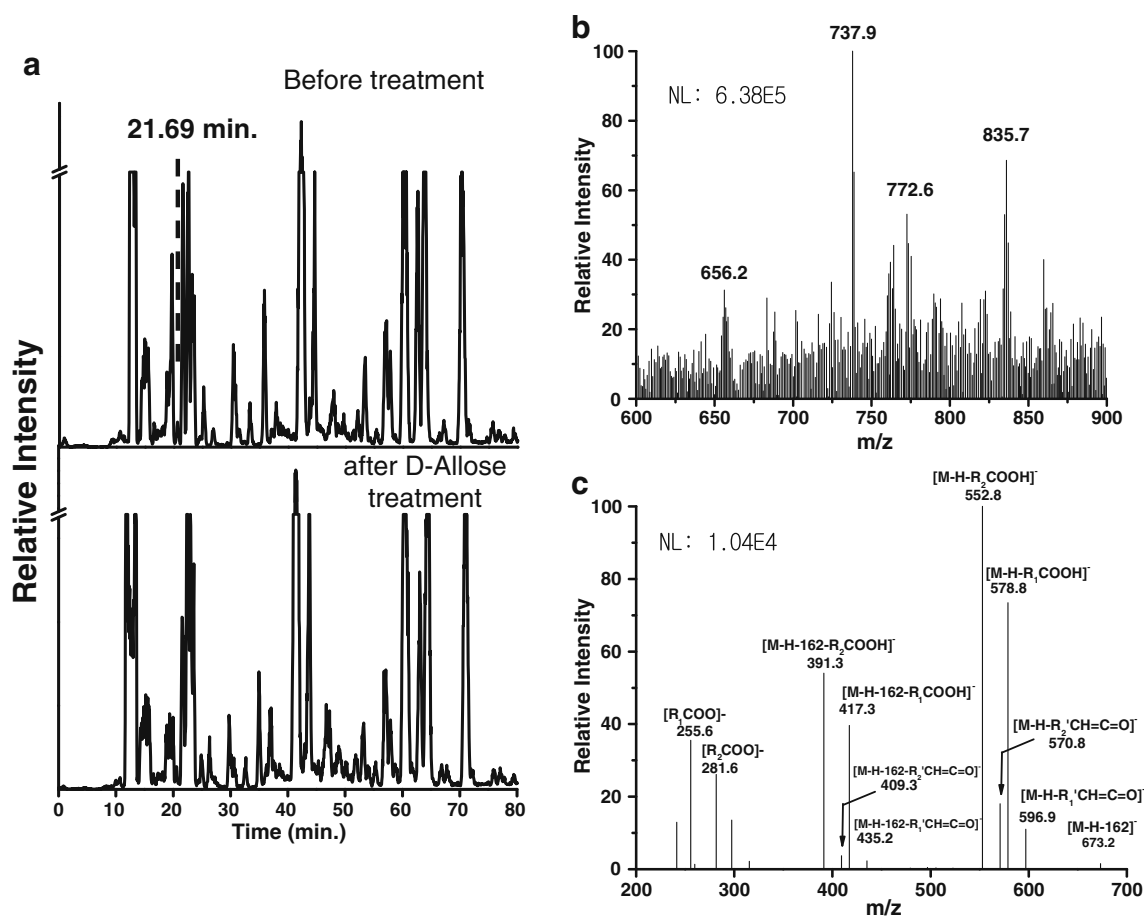 a
Before treatment
21.69 min.
after D-Allose
treatment
Relative Intensity
0 10 20 30 40 50 60 70 80
Time (min.)
b
737.9
NL: 6.38E5
835.7
772.6
656.2
Relative Intensity
100
80
60
40
20
0
600 650 700 750 800 850 900
m/z
c
[M-H-R2COOH]-
552.8
NL: 1.04E4
[M-H-R1COOH]-
578.8
[M-H-162-R2COOH]-
391.3
[M-H-162-R1COOH]-
417.3
[R1COO]-
255.6
[R2COO]-
281.6
[M-H-R2'CH=C=O]-
570.8
[M-H-162-R2'CH=C=O]-
409.3
[M-H-162-R1'CH=C=O]-
435.2
[M-H-R1'CH=C=O]-
596.9
[M-H-162]-
673.2
Relative Intensity
100
80
60
40
20
0
200 300 400 500 600 700
m/z